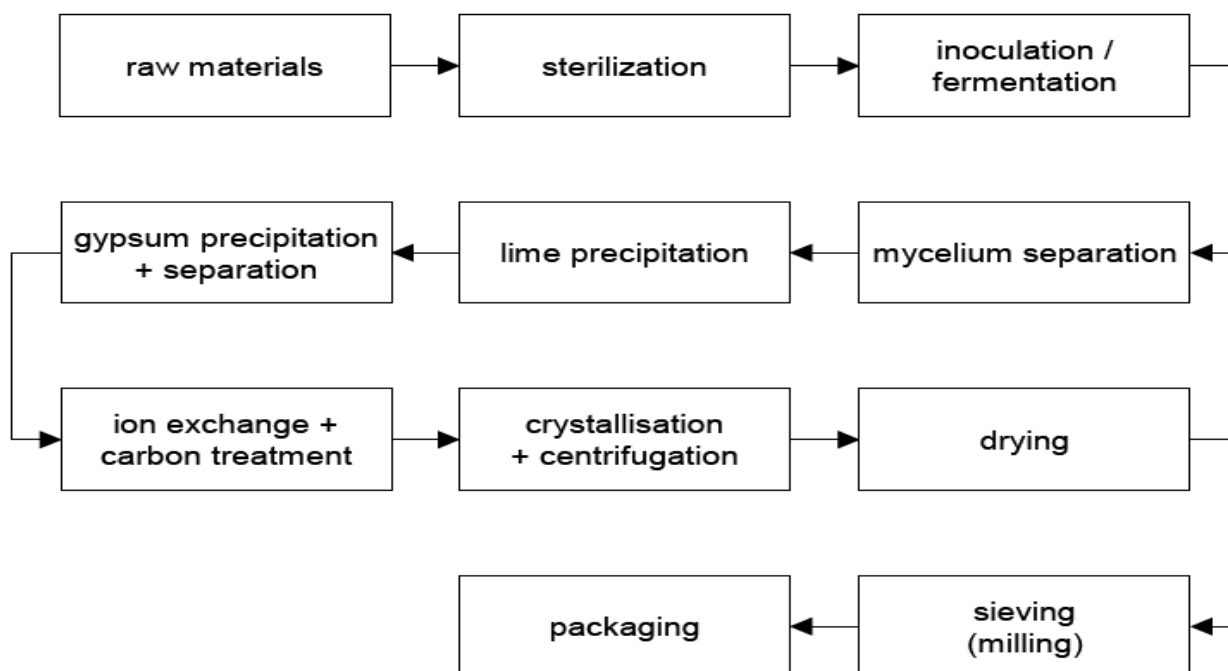 raw materials
sterilization
inoculation /
fermentation
mycelium separation
lime precipitation
gypsum precipitation
+ separation
ion exchange +
carbon treatment
crystallisation
+ centrifugation
drying
sieving
(milling)
packaging